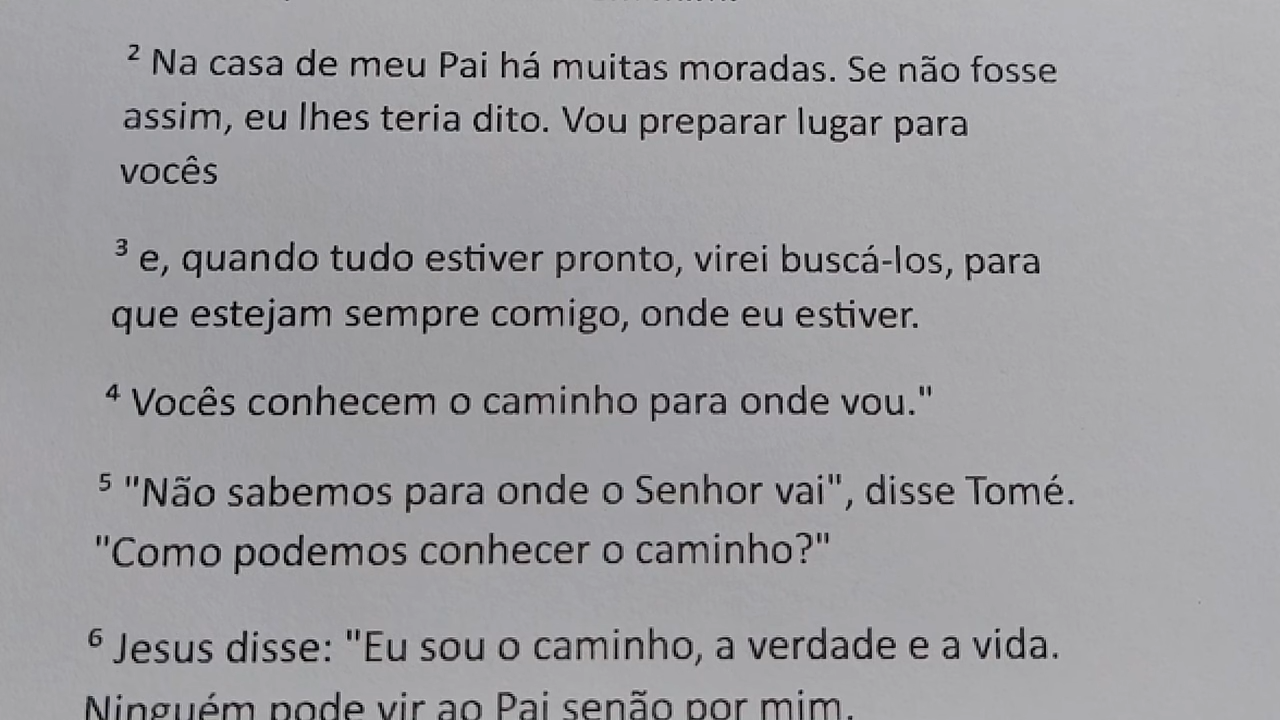 ² Na casa de meu Pai há muitas moradas. Se não fosse
assim, eu lhes teria dito. Vou preparar lugar para
vocês
³ e, quando tudo estiver pronto, virei buscá-los, para
que estejam sempre comigo, onde eu estiver.
⁴ Vocês conhecem o caminho para onde vou."
⁵ "Não sabemos para onde o Senhor vai", disse Tomé.
"Como podemos conhecer o caminho?"
⁶ Jesus disse: "Eu sou o caminho, a verdade e a vida.
Ninguém pode vir ao Pai senão por mim.